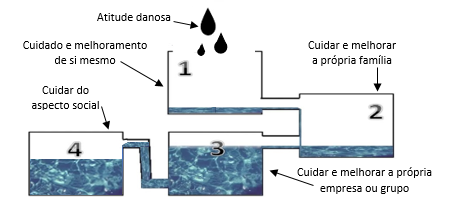 Atitude danosa
Cuidado e melhoramento
de si mesmo
1
Cuidar e melhorar
a própria família
2
Cuidar do
aspecto social
4
3
Cuidar e melhorar a própria
empresa ou grupo